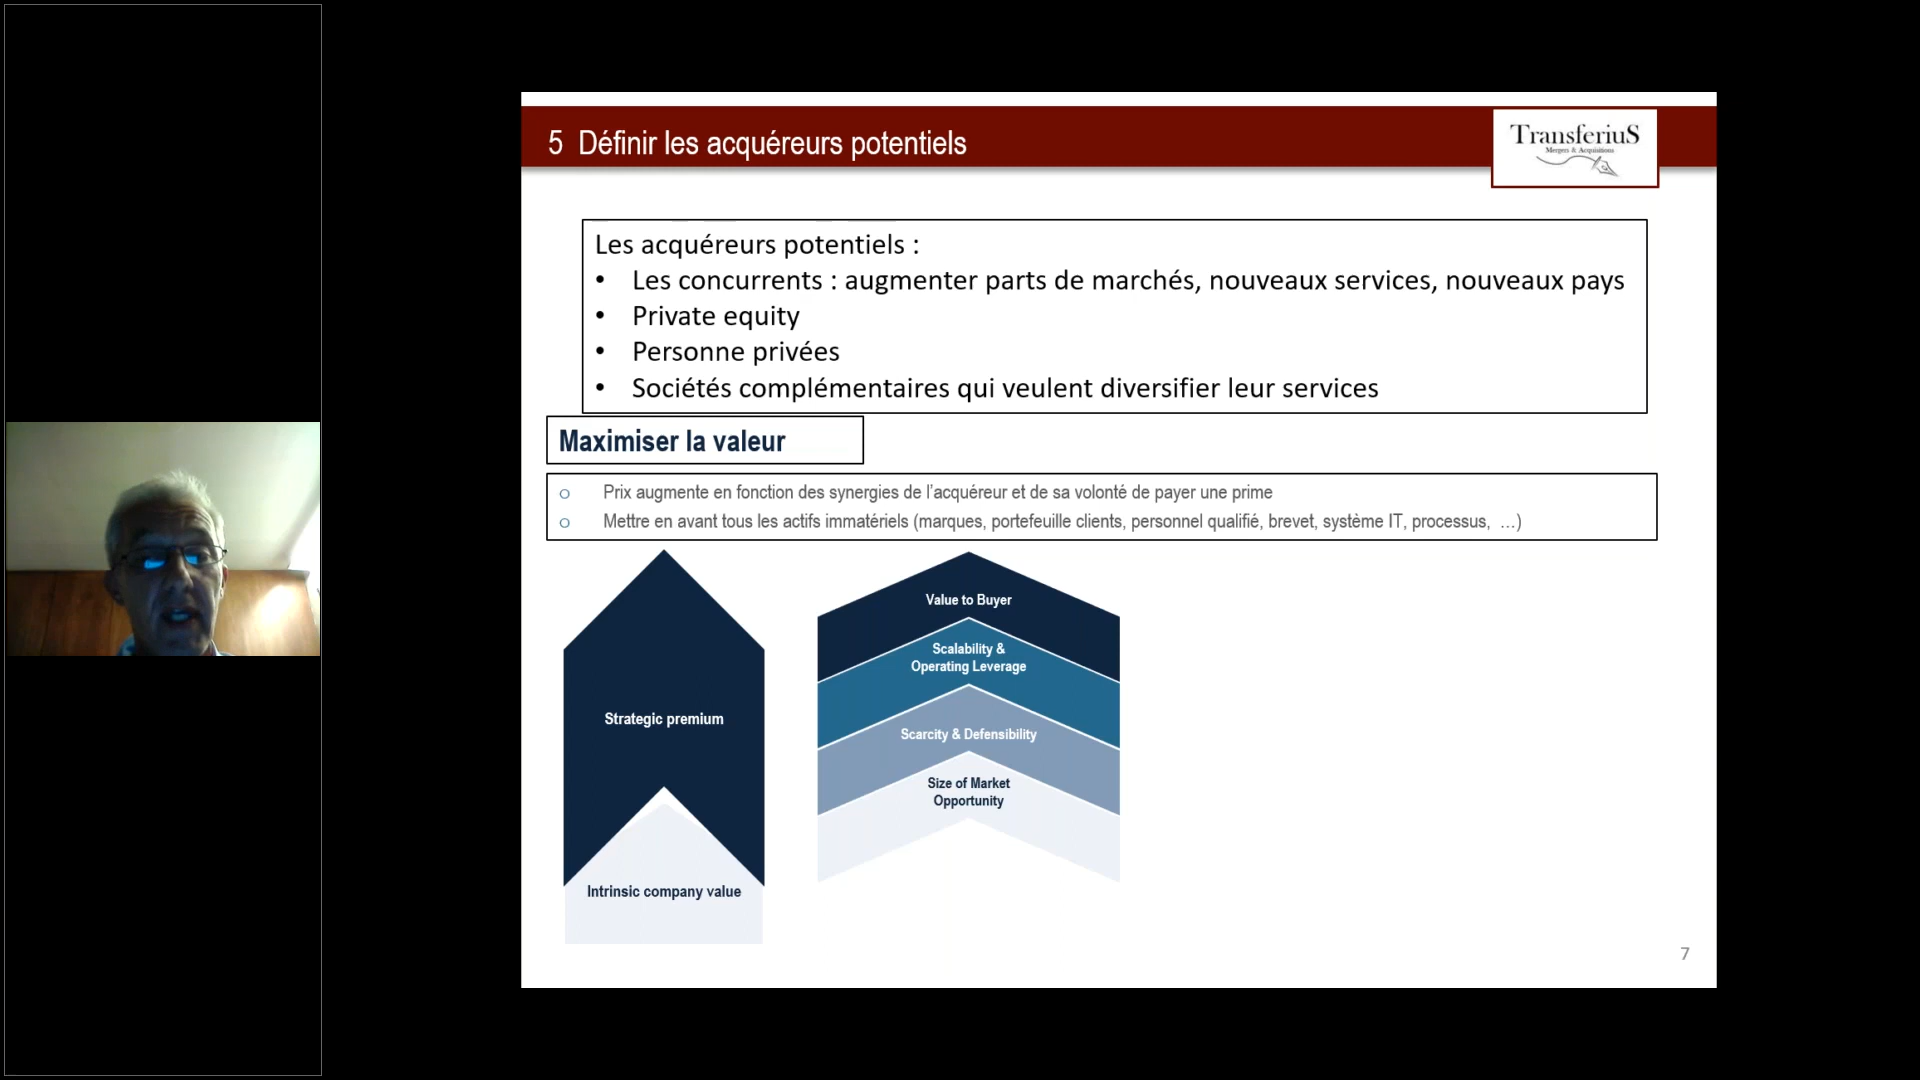 5 Définir les acquéreurs potentiels
TransferiuS
Mergers & Acquisitions
Les acquéreurs potentiels :
• Les concurrents : augmenter parts de marchés, nouveaux services, nouveaux pays
• Private equity
• Personne privées
• Sociétés complémentaires qui veulent diversifier leur services
Maximiser la valeur
o Prix augmente en fonction des synergies de l’acquéreur et de sa volonté de payer une prime
o Mettre en avant tous les actifs immatériels (marques, portefeuille clients, personnel qualifié, brevet, système IT, processus, …)
Strategic premium
Intrinsic company value
Value to Buyer
Scalability &
Operating Leverage
Scarcity & Defensibility
Size of Market
Opportunity
7